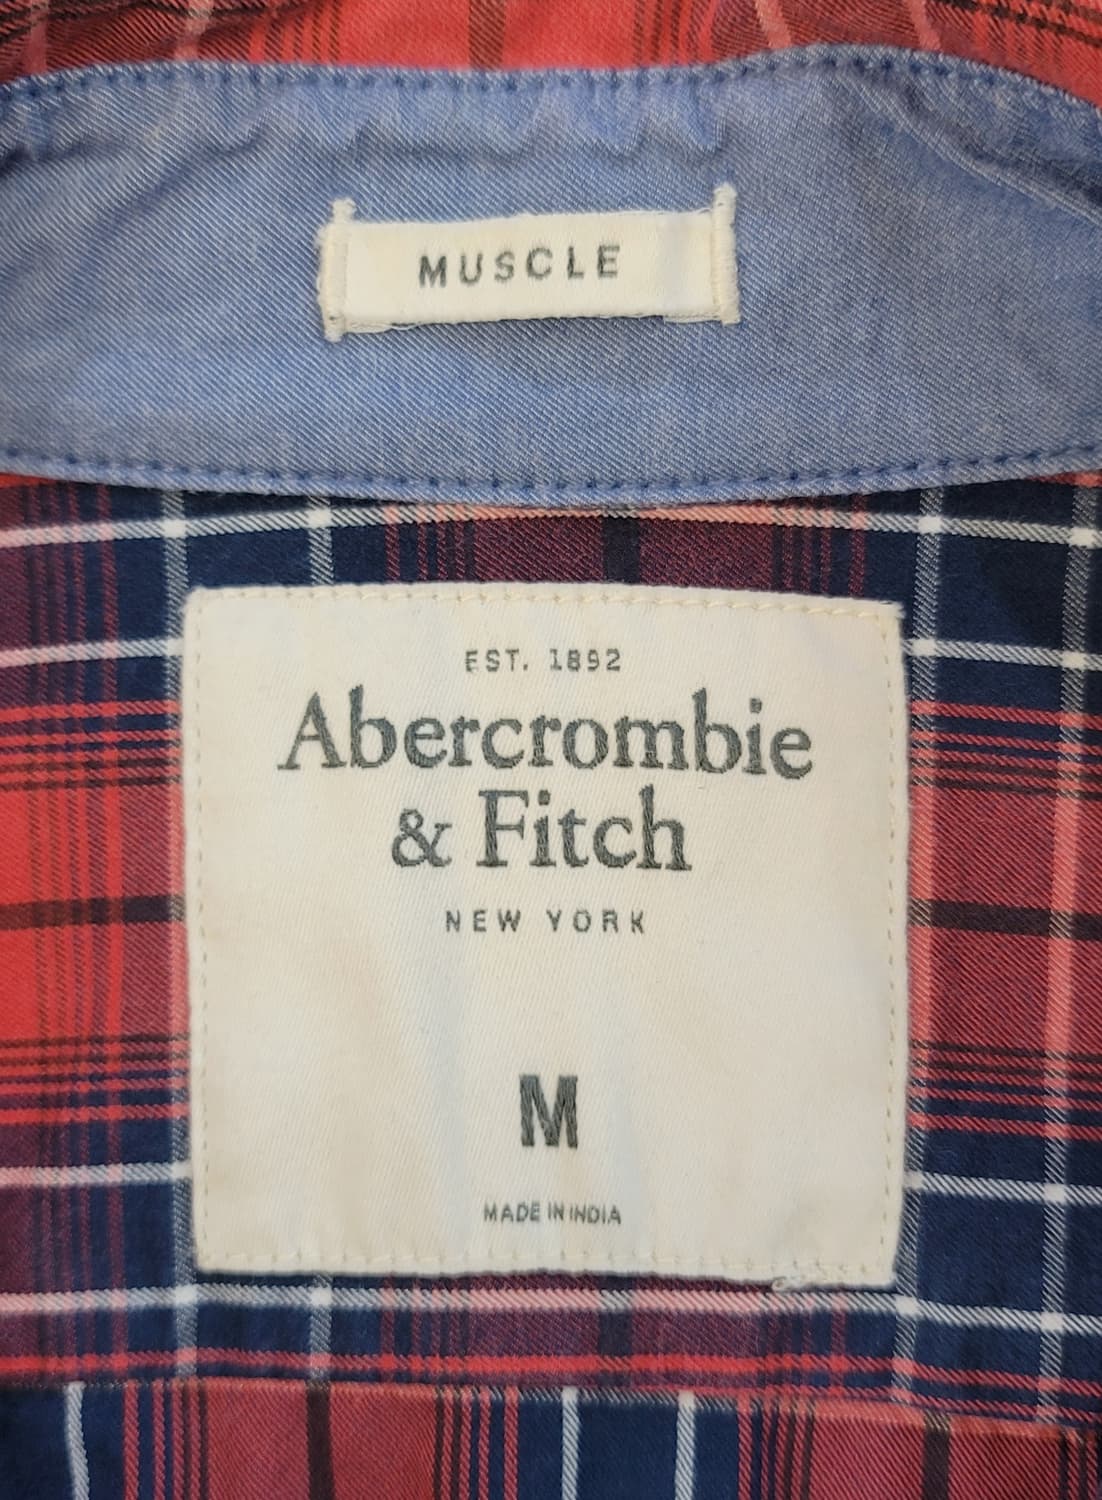 MUSCLE
EST. 1892
Abercrombie
& Fitch
NEW YORK
M
MADE IN INDIA